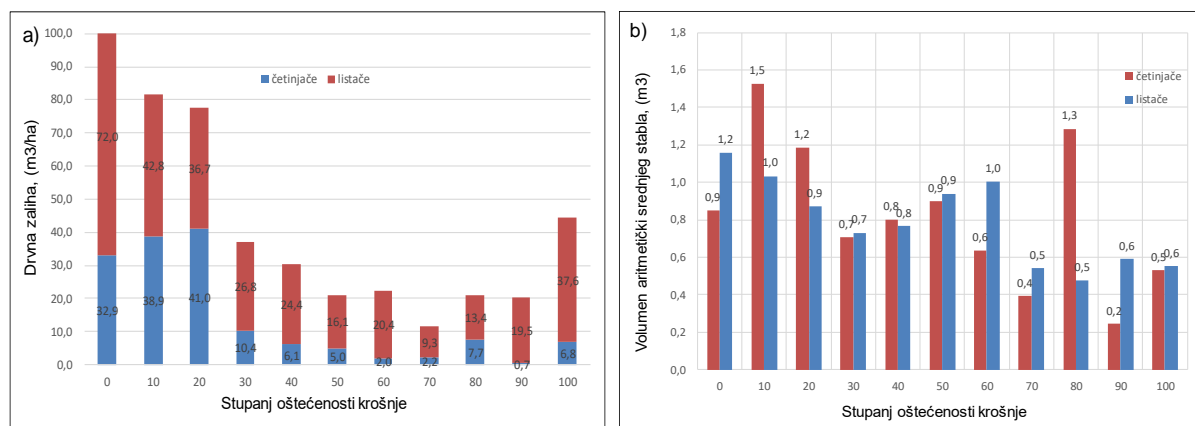 a)
Drvna zzaliha, (m3/ha)
100,0
90,0
80,0
70,0
60,0
50,0
40,0
30,0
20,0
10,0
0,0
četinjače listače
72,0 42,8 36,7 26,8 24,4 16,1 20,4 9,3 13,4 19,5 37,6
32,9 38,9 41,0 10,4 6,1 5,0 2,0 2,2 7,7 0,7 6,8
0 10 20 30 40 50 60 70 80 90 100
Stupanj oštećenosti krošnje
b)
Volumen aritmetički srednjeg stabla, (m3)
1,8
1,6
1,4
1,2
1,0
0,8
0,6
0,4
0,2
0,0
četinjače
listače
0,9 1,2 1,5 1,0 1,2 0,9 0,7 0,7 0,8 0,8 0,9 0,9 0,6 1,0 0,4 0,5 1,3 0,5 0,2 0,6 0,5 0,6
0 10 20 30 40 50 60 70 80 90 100
Stupanj oštećenosti krošnje